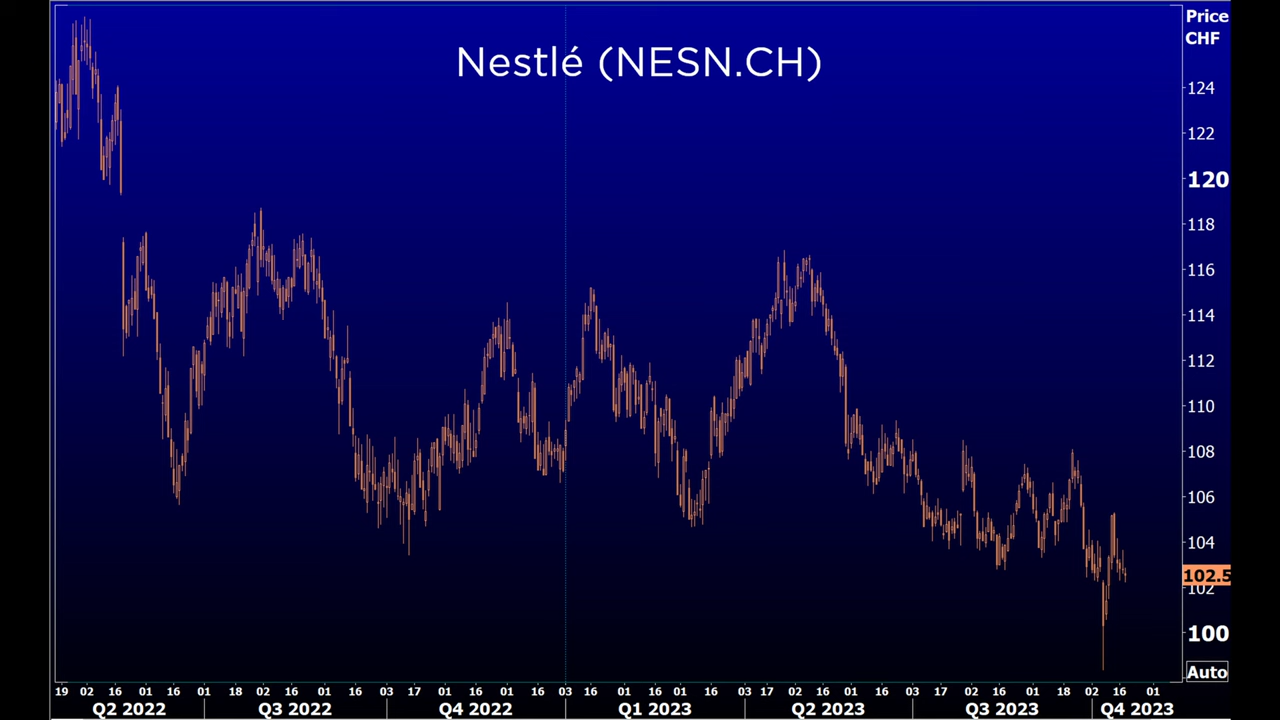 Nestlé (NESN.CH)
Price
CHF
124
122
120
118
116
114
112
110
108
106
104
102.5
102
100
Auto
19 02 16 01 16 01 18 02 16 01 16 03 17 01 16 01 16 03 16 01 16 01 16 03 17 02 16 01 16 03 17 02 16 01 18 02 16 01
Q2 2022 Q3 2022 Q4 2022 Q1 2023 Q2 2023 Q3 2023 Q4 2023